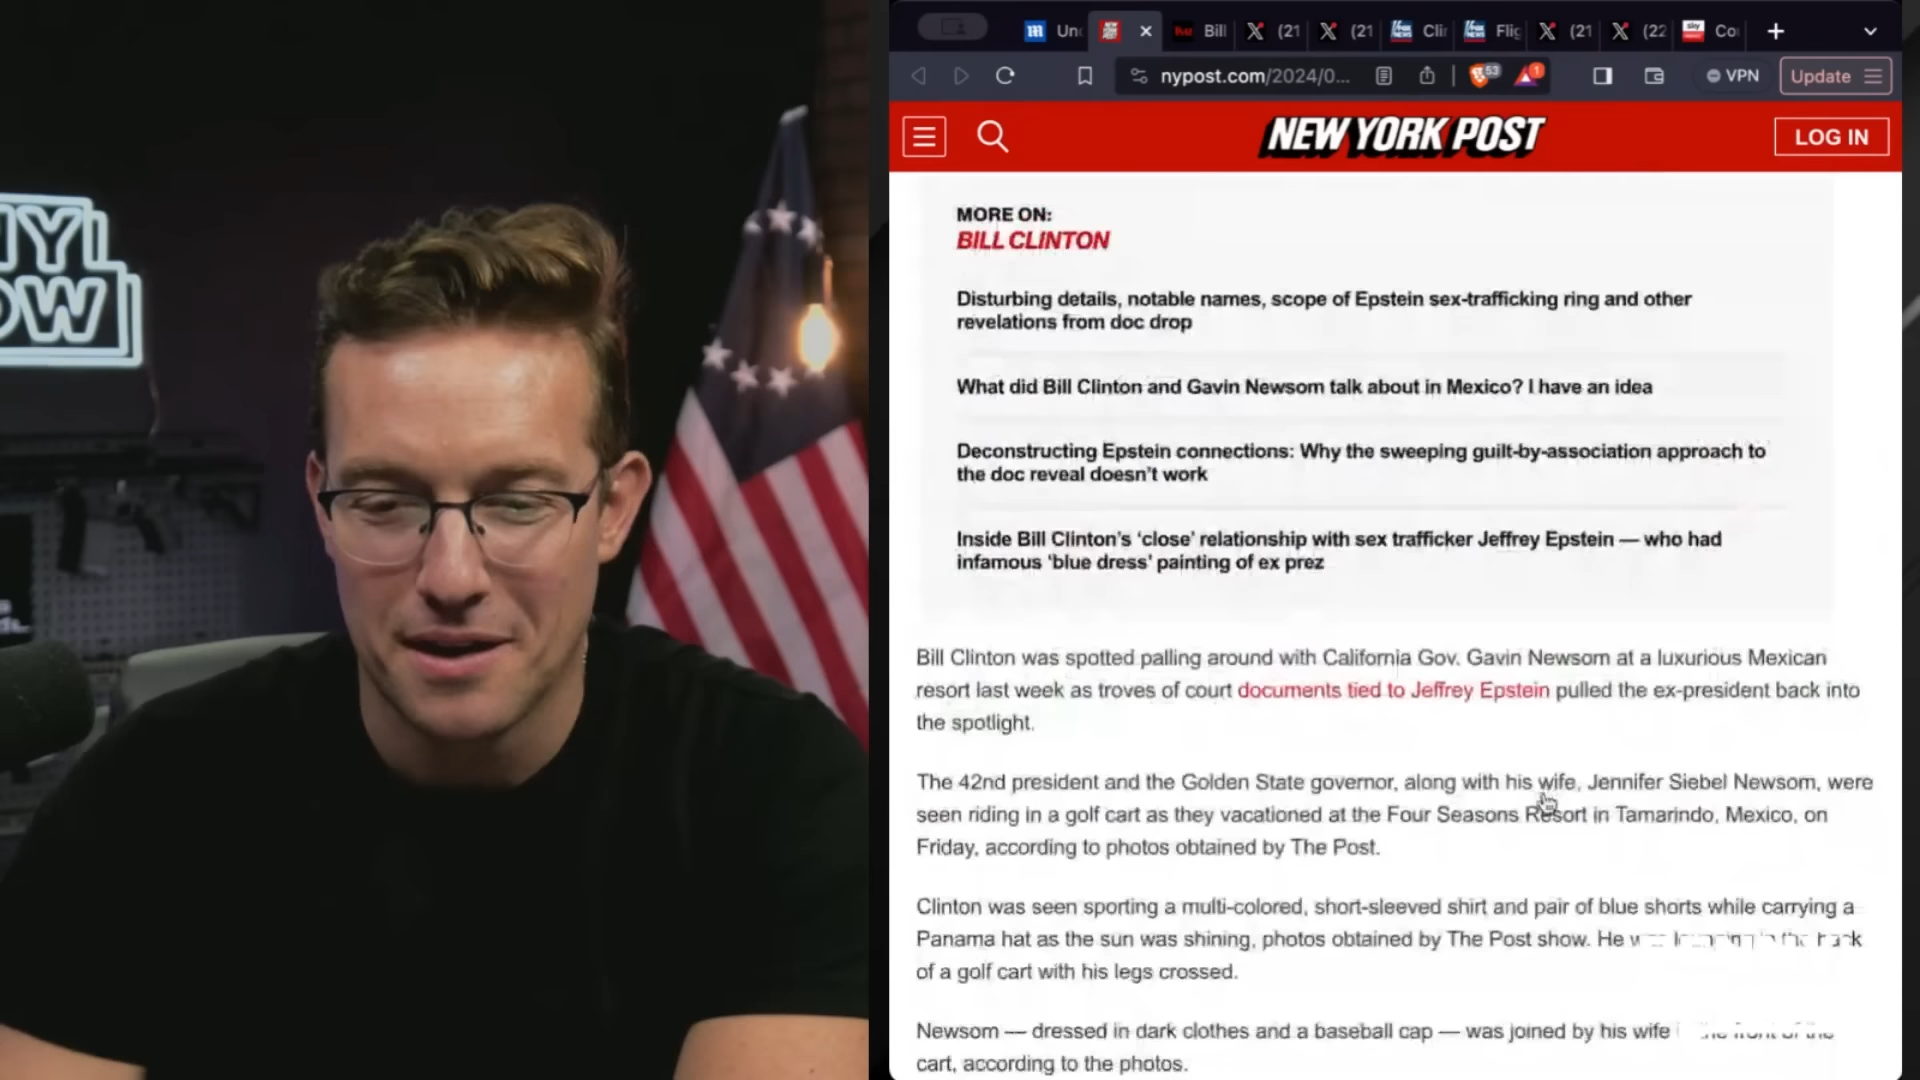 Bill
(21
(21
Clir
Flig
(21
(22
Co
nypost.com/2024/0...
53
1
VPN
Update
NEW YORK POST
LOG IN
MORE ON:
BILL CLINTON
Disturbing details, notable names, scope of Epstein sex-trafficking ring and other
revelations from doc drop
What did Bill Clinton and Gavin Newsom talk about in Mexico? I have an idea
Deconstructing Epstein connections: Why the sweeping guilt-by-association approach to
the doc reveal doesn't work
Inside Bill Clinton's 'close' relationship with sex trafficker Jeffrey Epstein — who had
infamous 'blue dress' painting of ex prez
Bill Clinton was spotted palling around with California Gov. Gavin Newsom at a luxurious Mexican
resort last week as troves of court documents tied to Jeffrey Epstein pulled the ex-president back into
the spotlight.
The 42nd president and the Golden State governor, along with his wife, Jennifer Siebel Newsom, were
seen riding in a golf cart as they vacationed at the Four Seasons Resort in Tamarindo, Mexico, on
Friday, according to photos obtained by The Post.
Clinton was seen sporting a multi-colored, short-sleeved shirt and pair of blue shorts while carrying a
Panama hat as the sun was shining, photos obtained by The Post show. He
of a golf cart with his legs crossed.
Newsom — dressed in dark clothes and a baseball cap — was joined by his wife
cart, according to the photos.